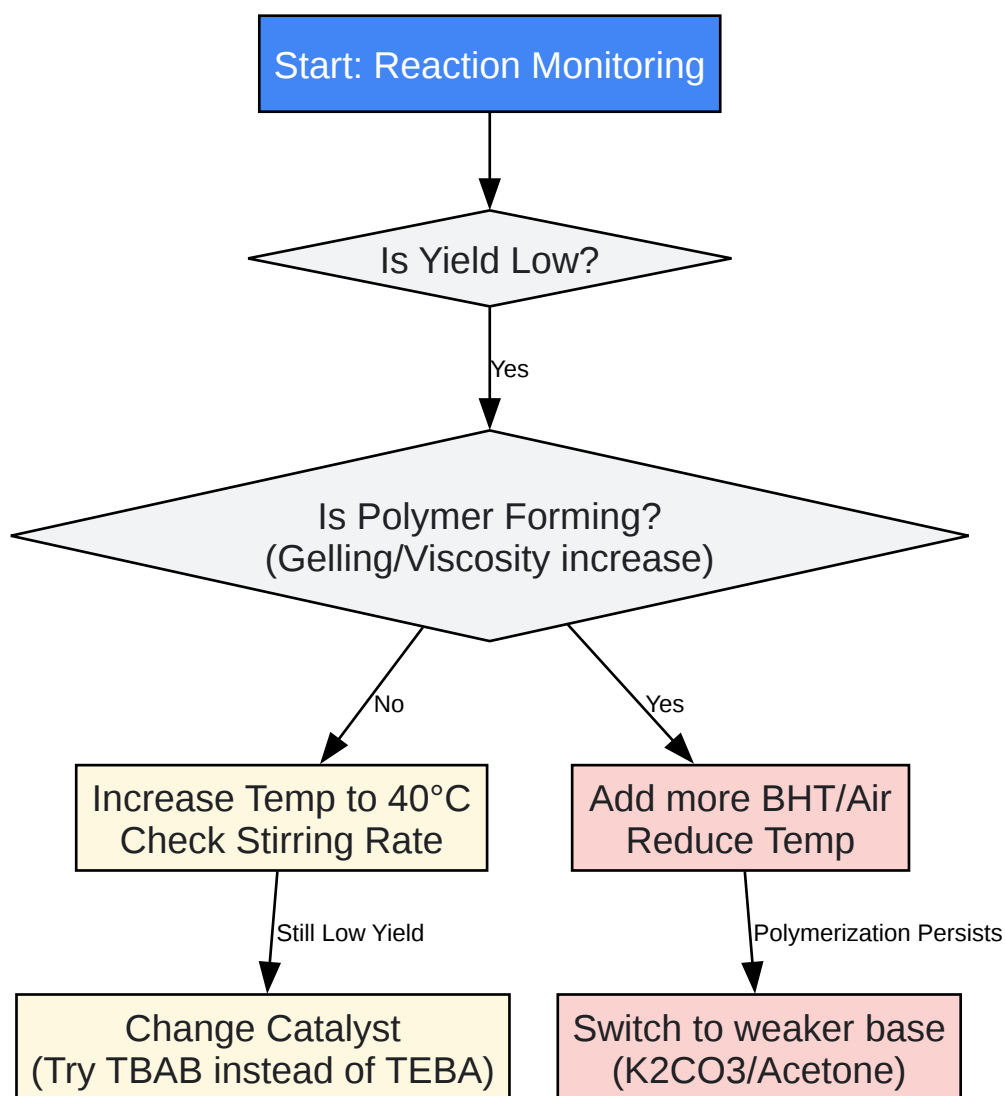 Start: Reaction Monitoring
Is Yield Low?
Yes
Is Polymer Forming?
(Gelling/Viscosity increase)
No
Yes
Increase Temp to 40°C
Check Stirring Rate
Add more BHT/Air
Reduce Temp
Still Low Yield
Polymerization Persists
Change Catalyst
(Try TBAB instead of TEBA)
Switch to weaker base
(K2CO3/Acetone)